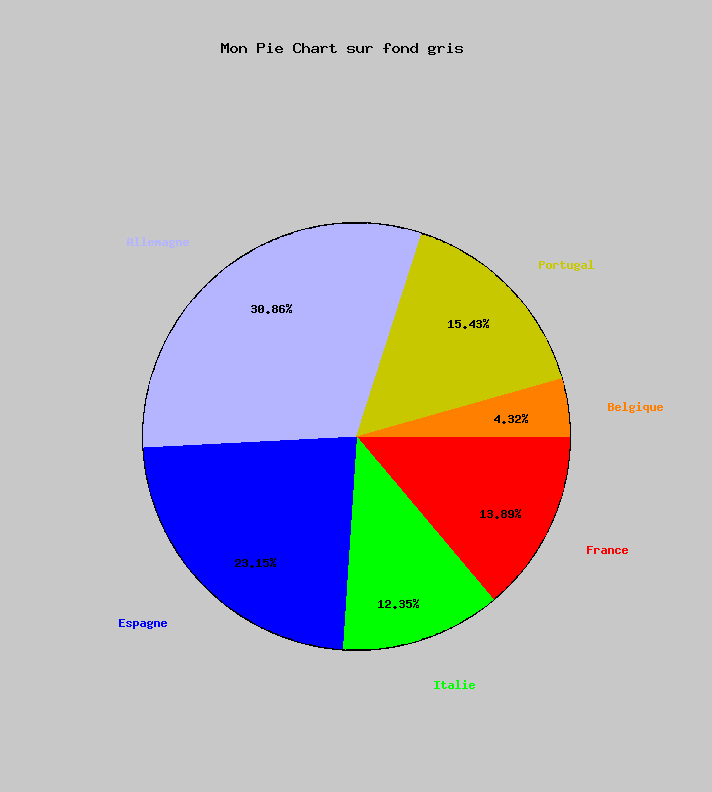 Mon Pie Chart sur fond gris
Allemagne
Portugal
30.86%
15.43%
Belgique
4.32%
13.89%
France
23.15%
12.35%
Espagne
Italie